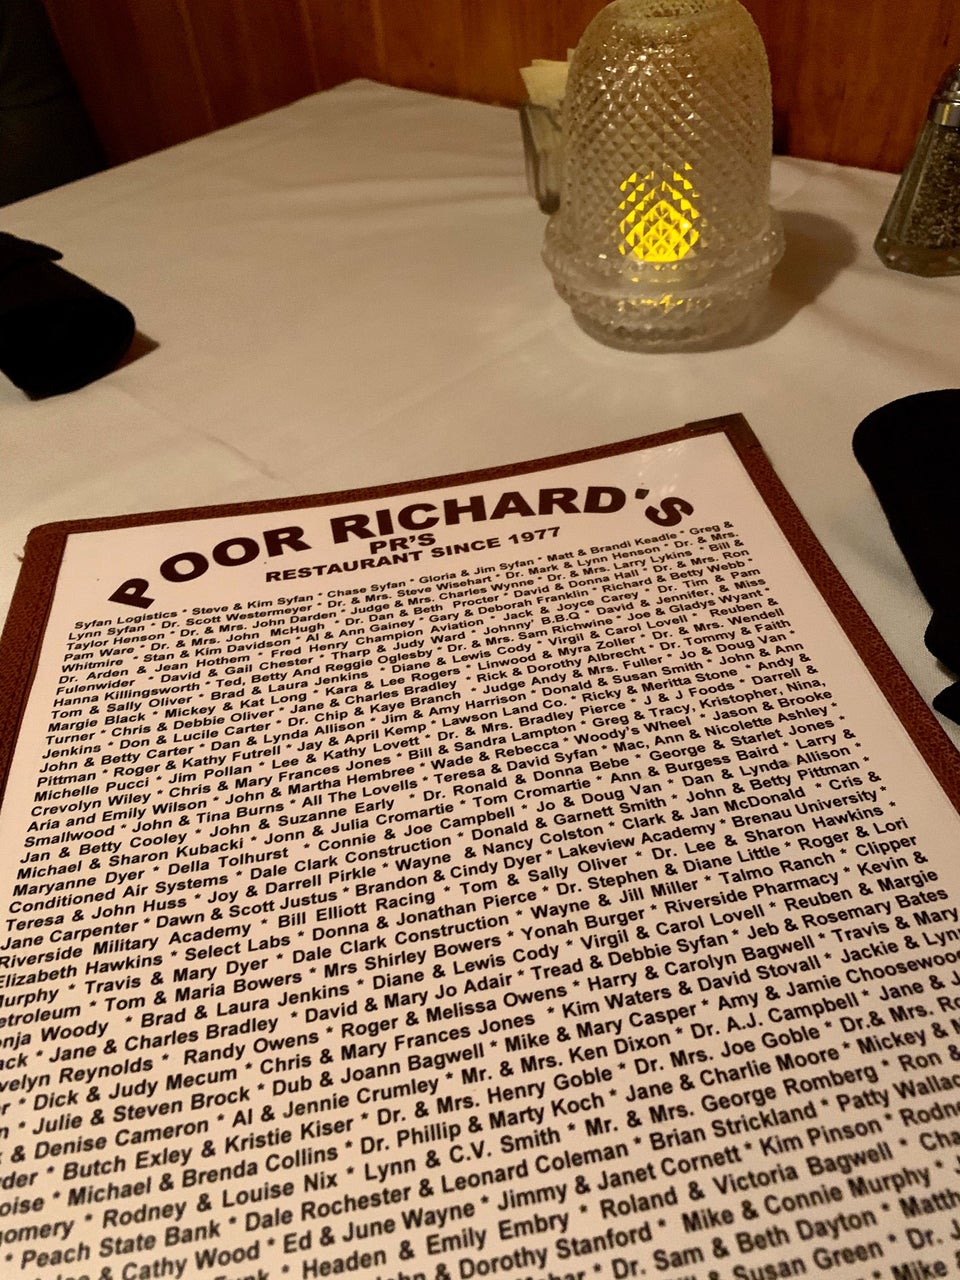 POOR RICHARD'S
PR'S
RESTAURANT SINCE 1977
Syfan Logistics * Steve & Kim Syfan * Chase Syfan * Gloria & Jim Syfan * Matt & Brandi Keadle * Greg &
Lynn Syfan * Dr. Scott Westermeyer * Dr. & Mrs. Steve Wisehart * Dr. Mark & Lynn Henson * Dr. & Mrs.
Taylor Henson * Dr. & Mrs. John Darden * Judge & Mrs. Charles Wynne * Dr. & Mrs. Larry Lykins * Bill &
Pam Ware * Dr. & Mrs. John McHugh * Dr. Dan & Beth Procter * David & Donna Hall * Dr. & Mrs. Ron
Whitmire * Stan & Kim Davidson * Al & Ann Gainey * Gary & Deborah Franklin * Richard & Betty Webb *
Dr. Arden & Jean Hothem * Fred Henry * Champion Aviation * Jack & Joyce Carey * Dr. Tim & Pam
Fulenwider * David & Gail Chester * Tharp & Judy Ward * Johnny' B.B.Q * David & Jennifer, & Miss
Hanna Killingsworth * Ted, Betty And Reggie Oglesby * Dr. & Mrs. Sam Richwine * Joe & Gladys Wyant *
Tom & Sally Oliver * Brad & Laura Jenkins * Diane & Lewis Cody * Virgil & Carol Lovell * Reuben &
Margie Black * Mickey & Kat Long * Kara & Lee Rogers * Linwood & Myra Zoller * Dr. & Mrs. Wendell
Turner * Chris & Debbie Oliver * Jane & Charles Bradley * Rick & Dorothy Albrecht * Dr. Tommy & Faith
Jenkins * Don & Lucile Carter * Dr. Chip & Kaye Branch * Judge Andy & Mrs. Fuller * Jo & Doug Van *
John & Betty Carter * Dan & Lynda Allison * Jim & Amy Harrison * Donald & Susan Smith * John & Ann
Pittman * Roger & Kathy Futrell * Jay & April Kemp * Lawson Land Co. * Ricky & Meritta Stone * Andy &
Michelle Pucci * Jim Pollan * Lee & Kathy Lovett * Dr. & Mrs. Bradley Pierce * J & J Foods * Darrell &
Crevolyn Wiley * Chris & Mary Frances Jones * Bill & Sandra Lampton * Greg & Tracy, Kristopher, Nina,
Aria and Emily Wilson * John & Martha Hembree * Wade & Rebecca * Woody's Wheel * Jason & Brooke
Smallwood * John & Tina Burns * All The Lovells * Teresa & David Syfan * Mac, Ann & Nicolette Ashley *
Jan & Betty Cooley * John & Suzanne Early * Dr. Ronald & Donna Bebe * George & Starlet Jones *
Michael & Sharon Kubacki * Jonn & Julia Cromartie * Tom Cromartie * Ann & Burgess Baird * Larry &
Maryanne Dyer * Della Tolhurst * Connie & Joe Campbell * Jo & Doug Van * Dan & Lynda Allison *
Conditioned Air Systems * Dale Clark Construction * Donald & Garnett Smith * John & Betty Pittman *
Teresa & John Huss * Joy & Darrell Pirkle * Wayne & Nancy Colston * Clark & Jan McDonald * Cris &
Jane Carpenter * Dawn & Scott Justus * Brandon & Cindy Dyer * Lakeview Academy * Brenau University *
Riverside Military Academy * Bill Elliott Racing * Tom & Sally Oliver * Dr. Lee & Sharon Hawkins *
Elizabeth Hawkins * Select Labs * Donna & Jonathan Pierce * Dr. Stephen & Diane Little * Roger & Lori
Murphy * Travis & Mary Dyer * Dale Clark Construction * Wayne & Jill Miller * Talmo Ranch * Clipper
etroleum * Tom & Maria Bowers * Mrs Shirley Bowers * Yonah Burger * Riverside Pharmacy * Kevin &
onja Woody * Brad & Laura Jenkins * Diane & Lewis Cody * Virgil & Carol Lovell * Reuben & Margie
ack * Jane & Charles Bradley * David & Mary Jo Adair * Tread & Debbie Syfan * Jeb & Rosemary Bates
velyn Reynolds * Randy Owens * Roger & Melissa Owens * Harry & Carolyn Bagwell * Travis & Mary
r * Dick & Judy Mecum * Chris & Mary Frances Jones * Kim Waters & David Stovall * Jackie & Lynn
n * Julie & Steven Brock * Dub & Joann Bagwell * Mike & Mary Casper * Amy & Jamie Choosewoo
& Denise Cameron * Al & Jennie Crumley * Mr. & Mrs. Ken Dixon * Dr. A.J. Campbell * Jane & J
der * Butch Exley & Kristie Kiser * Dr. & Mrs. Henry Goble * Dr. Mrs. Joe Goble * Dr.& Mrs. Ro
oise * Michael & Brenda Collins * Dr. Phillip & Marty Koch * Jane & Charlie Moore * Mickey & M
gomery * Rodney & Louise Nix * Lynn & C.V. Smith * Mr. & Mrs. George Romberg * Ron &
* Peach State Bank * Dale Rochester & Leonard Coleman * Brian Strickland * Patty Wallac
& Cathy Wood * Ed & June Wayne * Jimmy & Janet Cornett * Kim Pinson * Rodne
* Headen & Emily Embry * Roland & Victoria Bagwell * Cha
& Dorothy Stanford * Mike & Connie Murphy * J
* Dr. Sam & Beth Dayton * Matth
& Susan Green * Dr. J
* Mike